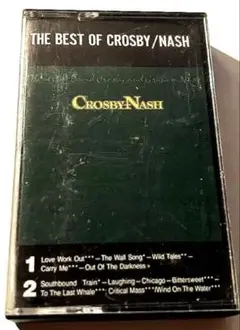 THE BEST OF CROSBY/NASH
CROSBY-NASH
1 Love Work Out*** – The Wall Song* – Wild Tales** –
Carry Me*** – Out Of The Darkness +
2 Southbound Train* – Laughing – Chicago – Bittersweet*** –
To The Last Whale*** : Critical Mass***/Wind On The Water***